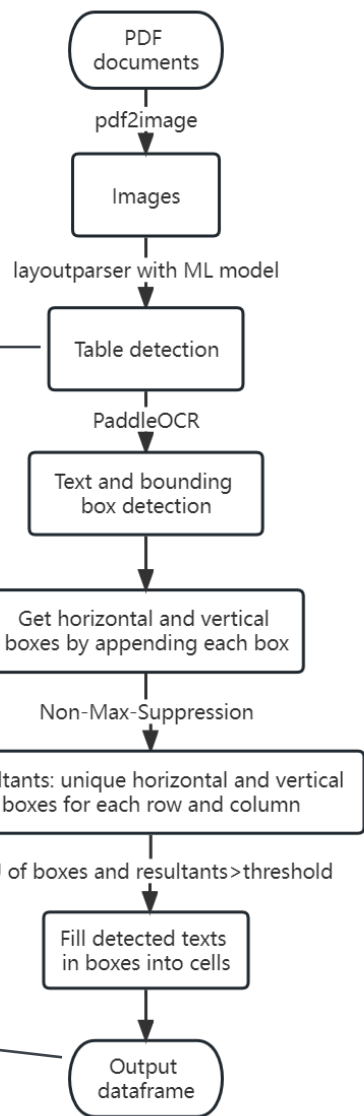 PDF
documents
pdf2image
Images
layoutparser with ML model
Table detection
PaddleOCR
Text and bounding
box detection
Get horizontal and vertical
boxes by appending each box
Non-Max-Suppression
unique horizontal and vertical
boxes for each row and column
of boxes and resultants>threshold
Fill detected texts
in boxes into cells
Output
dataframe